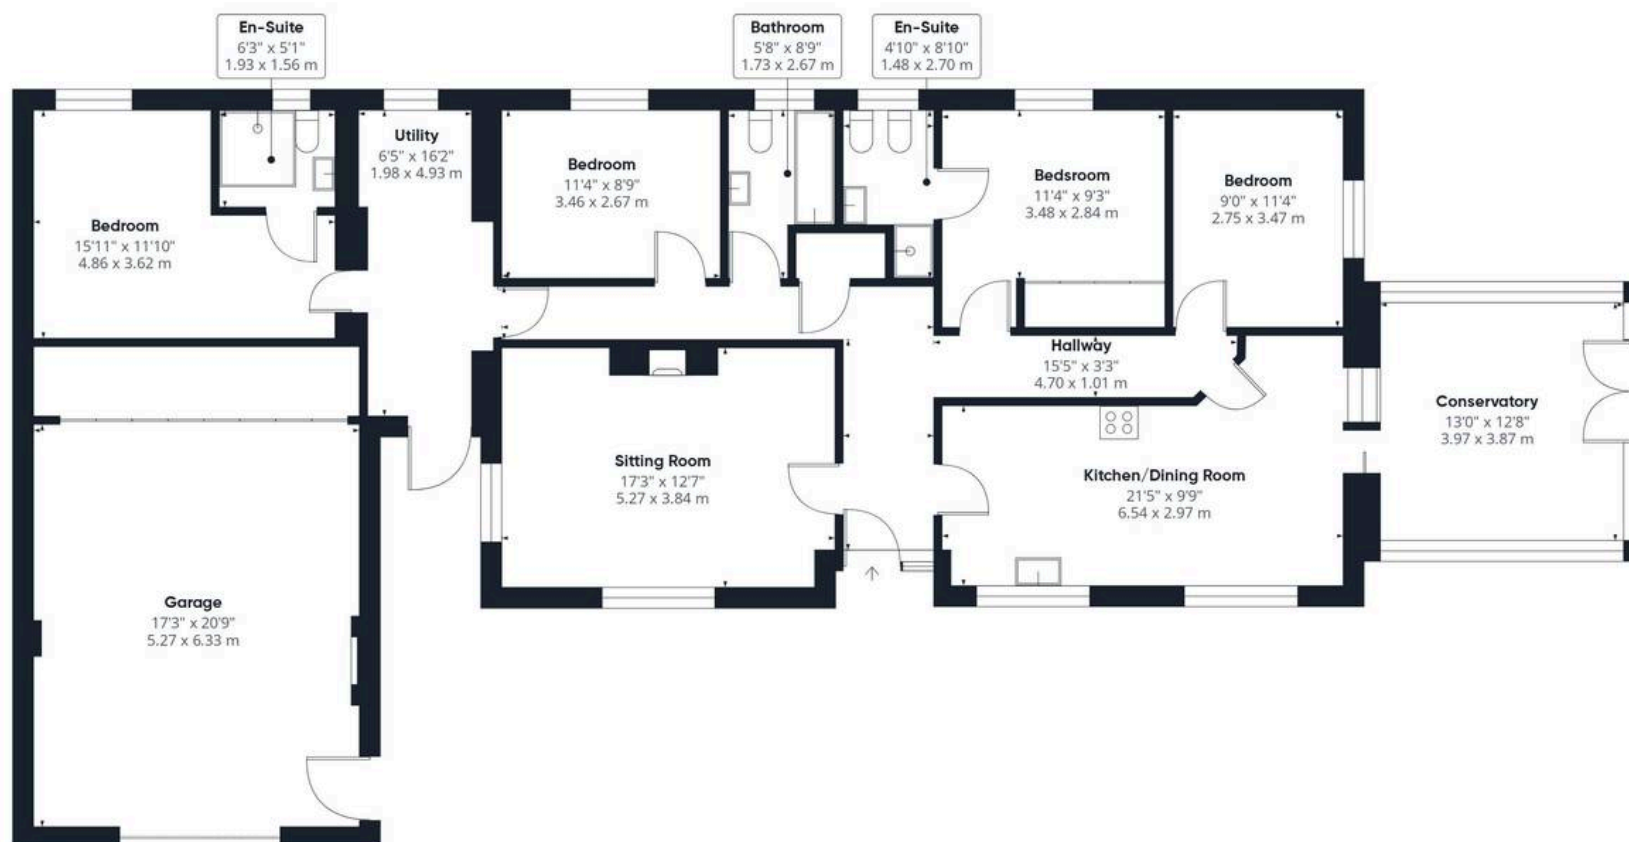 En-Suite
6'3" x 5'1"
1.93 x 1.56 m
Bathroom
5'8" x 8'9"
1.73 x 2.67 m
En-Suite
4'10" x 8'10"
1.48 x 2.70 m
Utility
6'5" x 16'2"
1.98 x 4.93 m
Bedroom
11'4" x 8'9"
3.46 x 2.67 m
Bedsroom
11'4" x 9'3"
3.48 x 2.84 m
Bedroom
9'0" x 11'4"
2.75 x 3.47 m
Bedroom
15'11" x 11'10"
4.86 x 3.62 m
Hallway
15'5" x 3'3"
4.70 x 1.01 m
Conservatory
13'0" x 12'8"
3.97 x 3.87 m
Sitting Room
17'3" x 12'7"
5.27 x 3.84 m
Kitchen/Dining Room
21'5" x 9'9"
6.54 x 2.97 m
Garage
17'3" x 20'9"
5.27 x 6.33 m